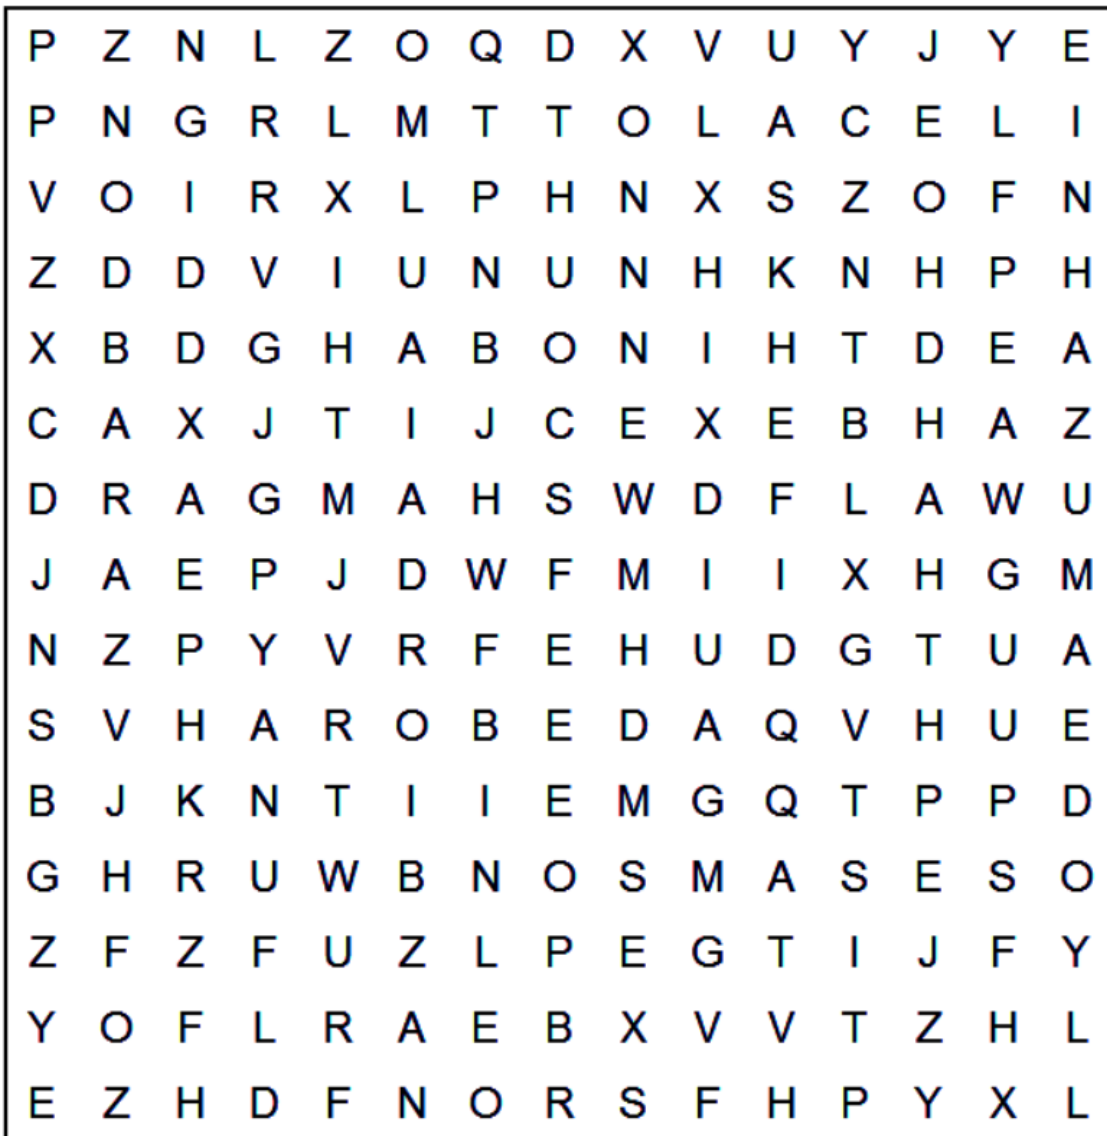 P Z N L Z O Q D X V U Y J Y E
P N G R L M T T O L A C E L I
V O I R X L P H N X S Z O F N
Z D D V I U N U N H K N H P H
X B D G H A B O N I H T D E A
C A X J T I J C E X E B H A Z
D R A G M A H S W D F L A W U
J A E P J D W F M I I X H G M
N Z P Y V R F E H U D G T U A
S V H A R O B E D A Q V H U E
B J K N T I I E M G Q T P P D
G H R U W B N O S M A S E S O
Z F Z F U Z L P E G T I J F Y
Y O F L R A E B X V V T Z H L
E Z H D F N O R S F H P Y X L